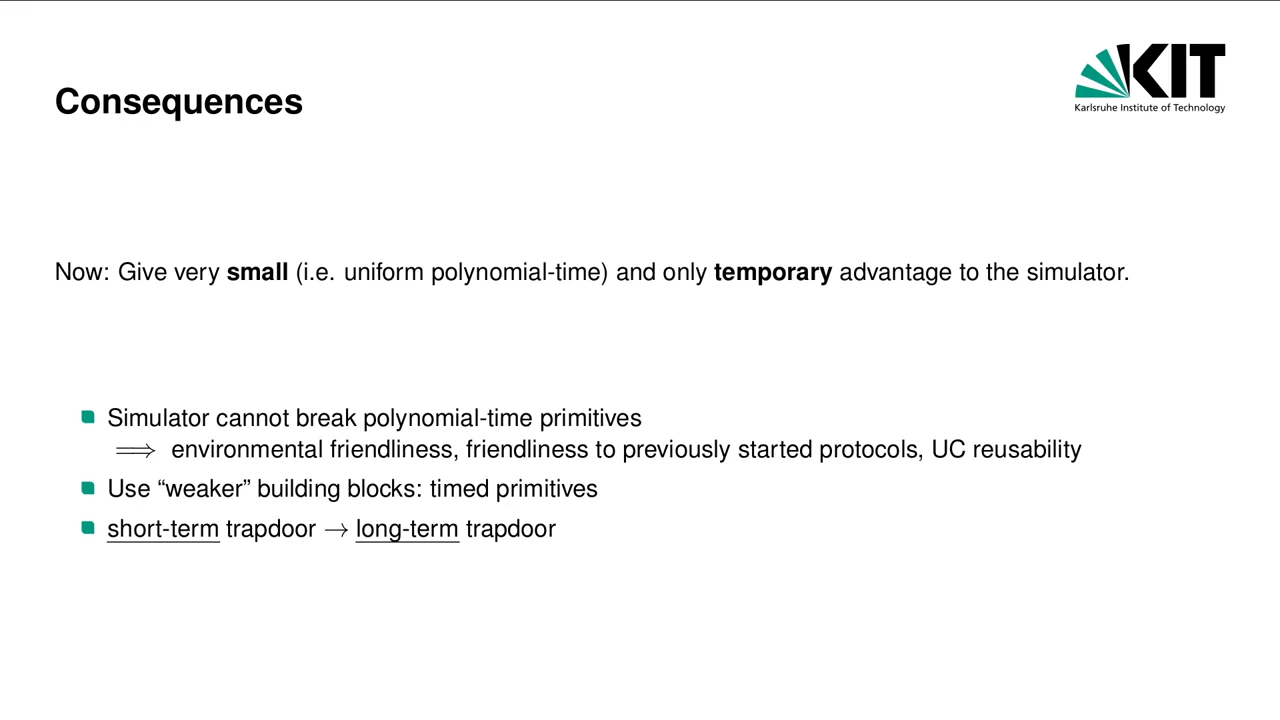 Consequences
KIT
Karlsruhe Institute of Technology
Now: Give very small (i.e. uniform polynomial-time) and only temporary advantage to the simulator.
Simulator cannot break polynomial-time primitives
⟹ environmental friendliness, friendliness to previously started protocols, UC reusability
Use “weaker” building blocks: timed primitives
short-term trapdoor → long-term trapdoor